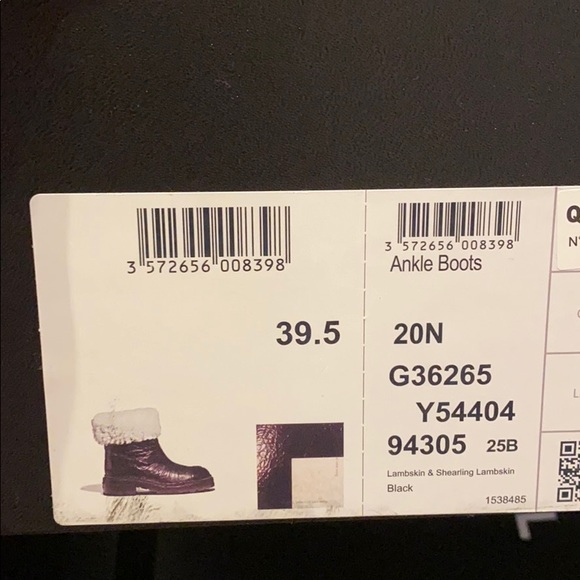 3 572656 008398
39.5
3 572656 008398
Ankle Boots
20N
G36265
Y54404
94305 25B
Lambskin & Shearling Lambskin
Black
1538485
Q
L